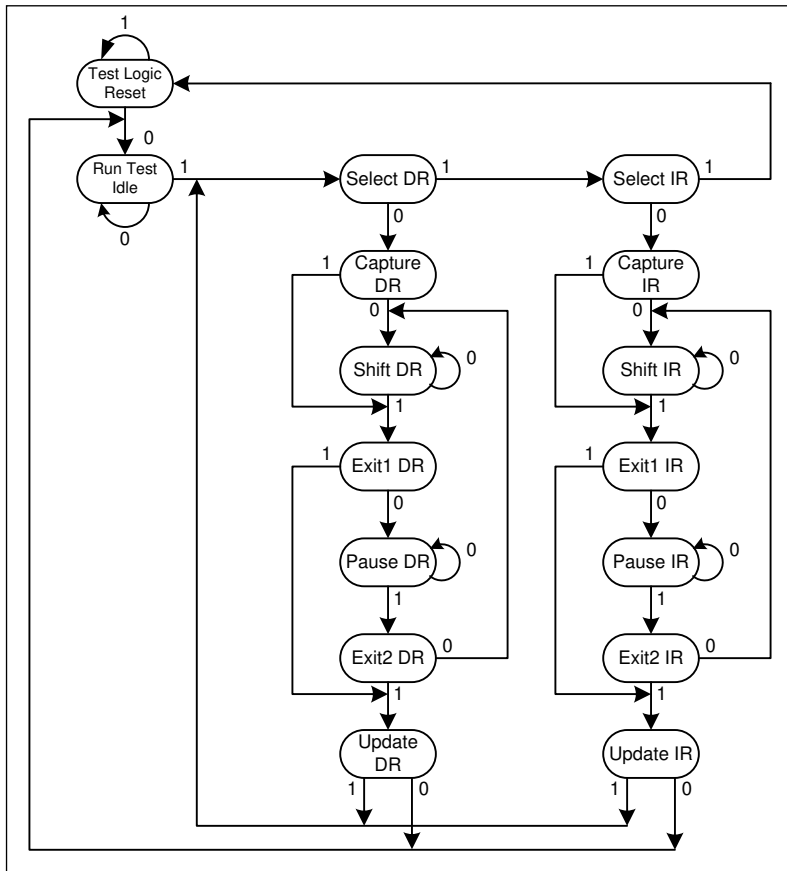 1
Test Logic
Reset
0
Run Test
Idle
1
0
Select DR
1
0
Select IR
1
0
Capture
DR
1
0
Capture
IR
1
0
Shift DR
0
1
Shift IR
0
1
1
Exit1 DR
0
1
Exit1 IR
0
Pause DR
0
1
Pause IR
0
1
Exit2 DR
0
1
Exit2 IR
0
1
Update
DR
1
0
Update IR
1
0